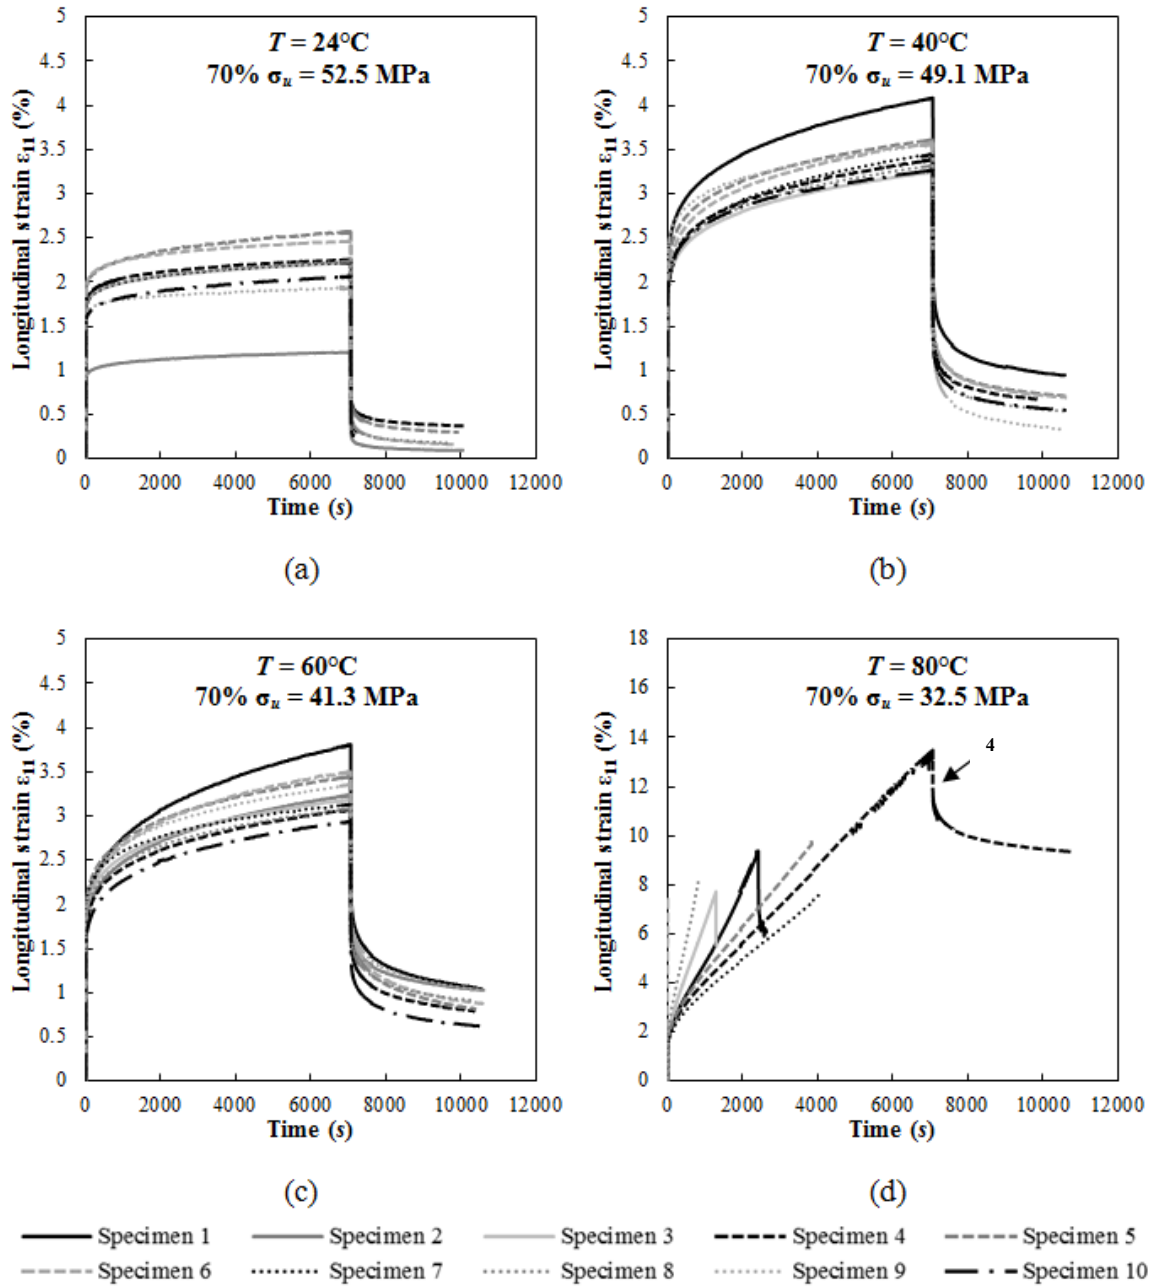 5
4.5
4
3.5
3
2.5
2
1.5
1
0.5
0
Longitudinal strain ε11 (%)
T = 24°C
70% σu = 52.5 MPa
0 2000 4000 6000 8000 10000 12000
Time (s)
(a)
5
4.5
4
3.5
3
2.5
2
1.5
1
0.5
0
Longitudinal strain ε11 (%)
T = 40°C
70% σu = 49.1 MPa
0 2000 4000 6000 8000 10000 12000
Time (s)
(b)
5
4.5
4
3.5
3
2.5
2
1.5
1
0.5
0
Longitudinal strain ε11 (%)
T = 60°C
70% σu = 41.3 MPa
0 2000 4000 6000 8000 10000 12000
Time (s)
(c)
18
16
14
12
10
8
6
4
2
0
Longitudinal strain ε11 (%)
T = 80°C
70% σu = 32.5 MPa
4
0 2000 4000 6000 8000 10000 12000
Time (s)
(d)
Specimen 1 Specimen 2 Specimen 3 Specimen 4 Specimen 5
Specimen 6 Specimen 7 Specimen 8 Specimen 9 Specimen 10